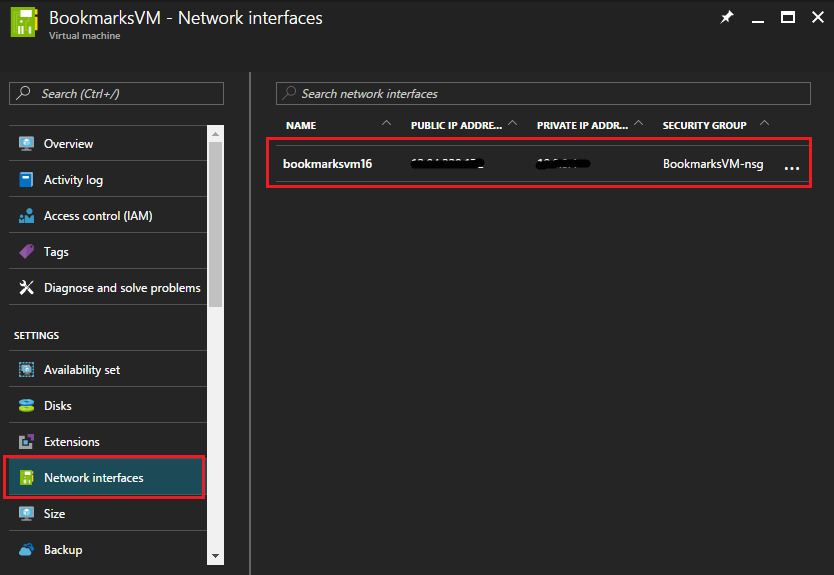 BookmarksVM - Network interfaces
Virtual machine
Search (Ctrl+/)
Overview
Activity log
Access control (IAM)
Tags
Diagnose and solve problems
SETTINGS
Availability set
Disks
Extensions
Network interfaces
Size
Backup
Search network interfaces
NAME PUBLIC IP ADDRE... PRIVATE IP ADDR... SECURITY GROUP
bookmarksvm16 BookmarksVM-nsg ...